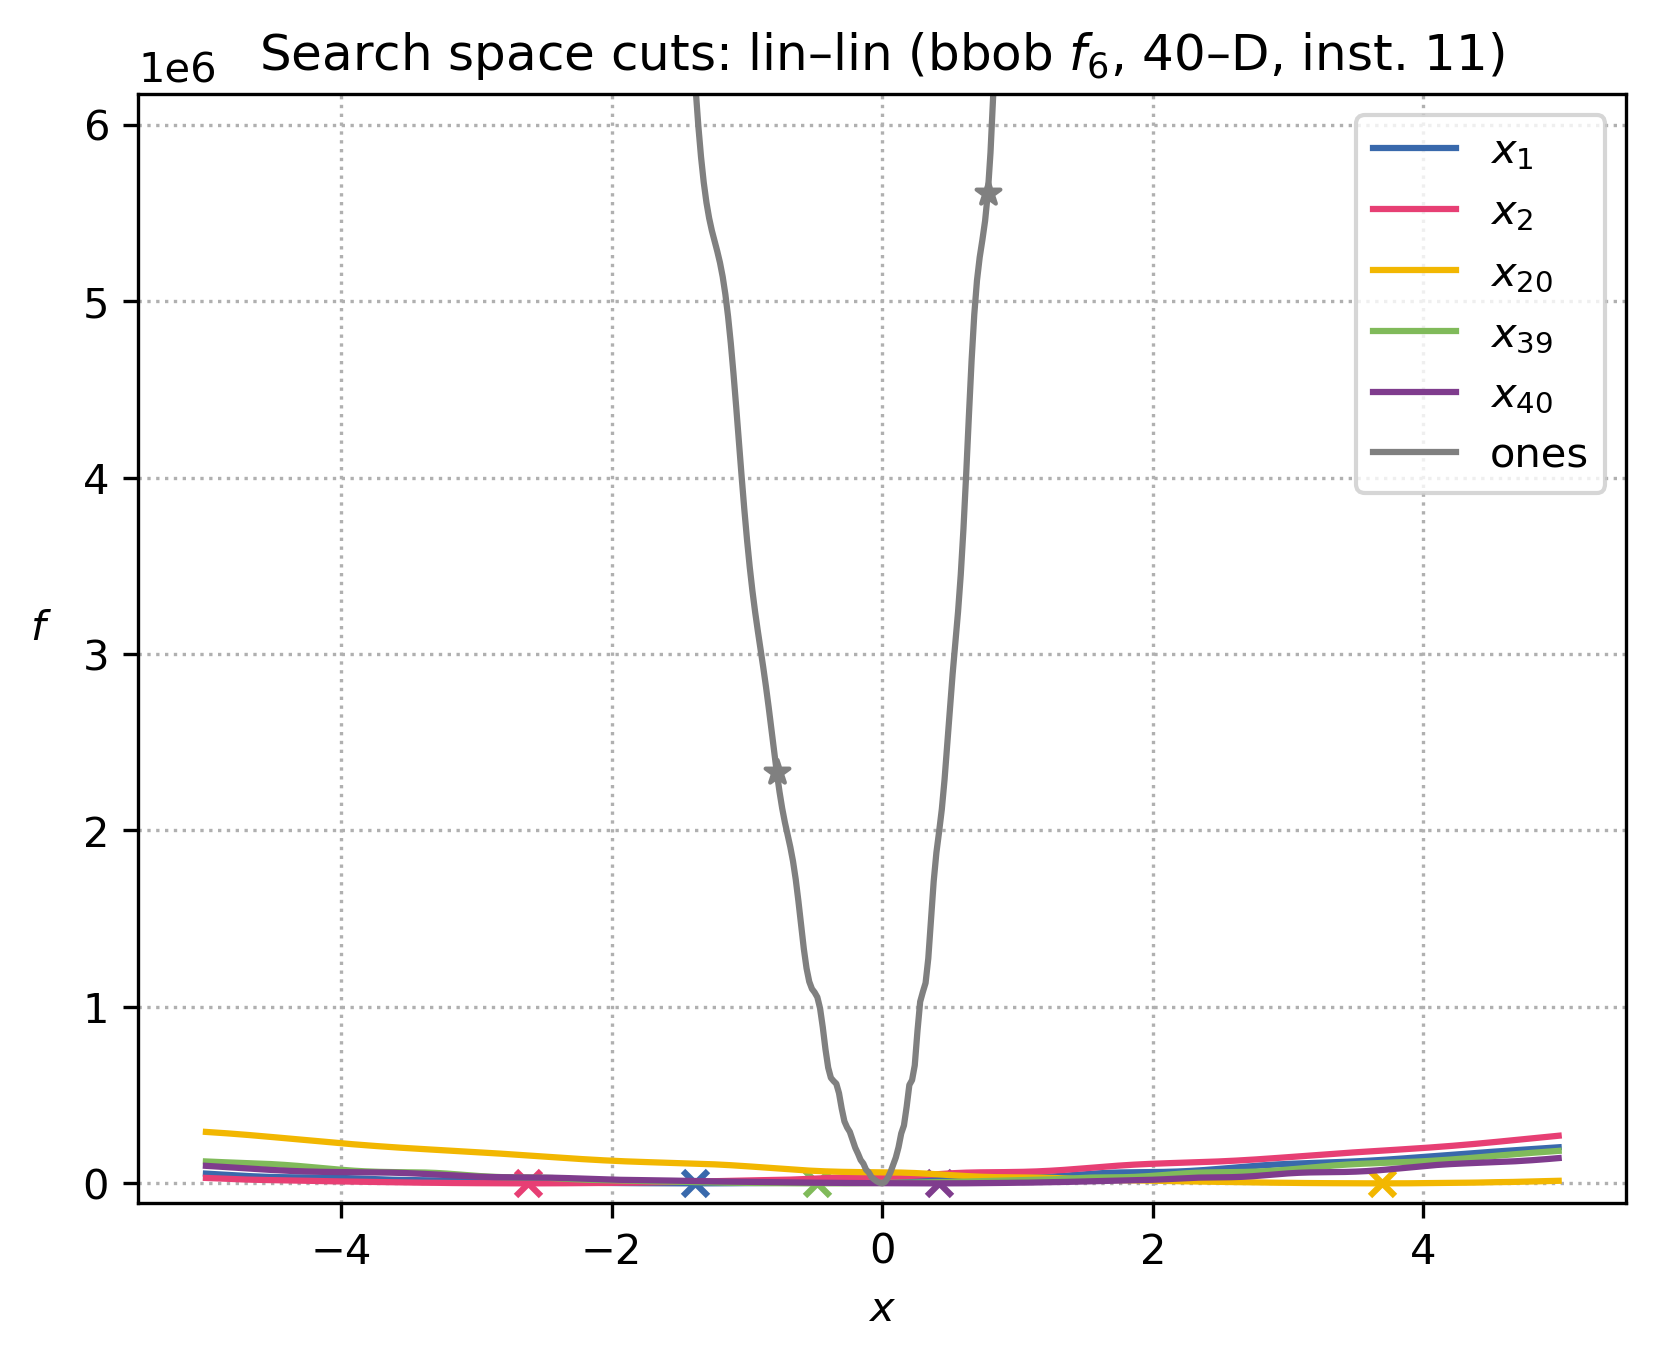 Search space cuts: lin–lin (bbob f₆, 40–D, inst. 11)
1e6
6
5
4
3
2
1
0
f
−4
−2
0
2
4
x
x₁
x₂
x₂₀
x₃₉
x₄₀
ones